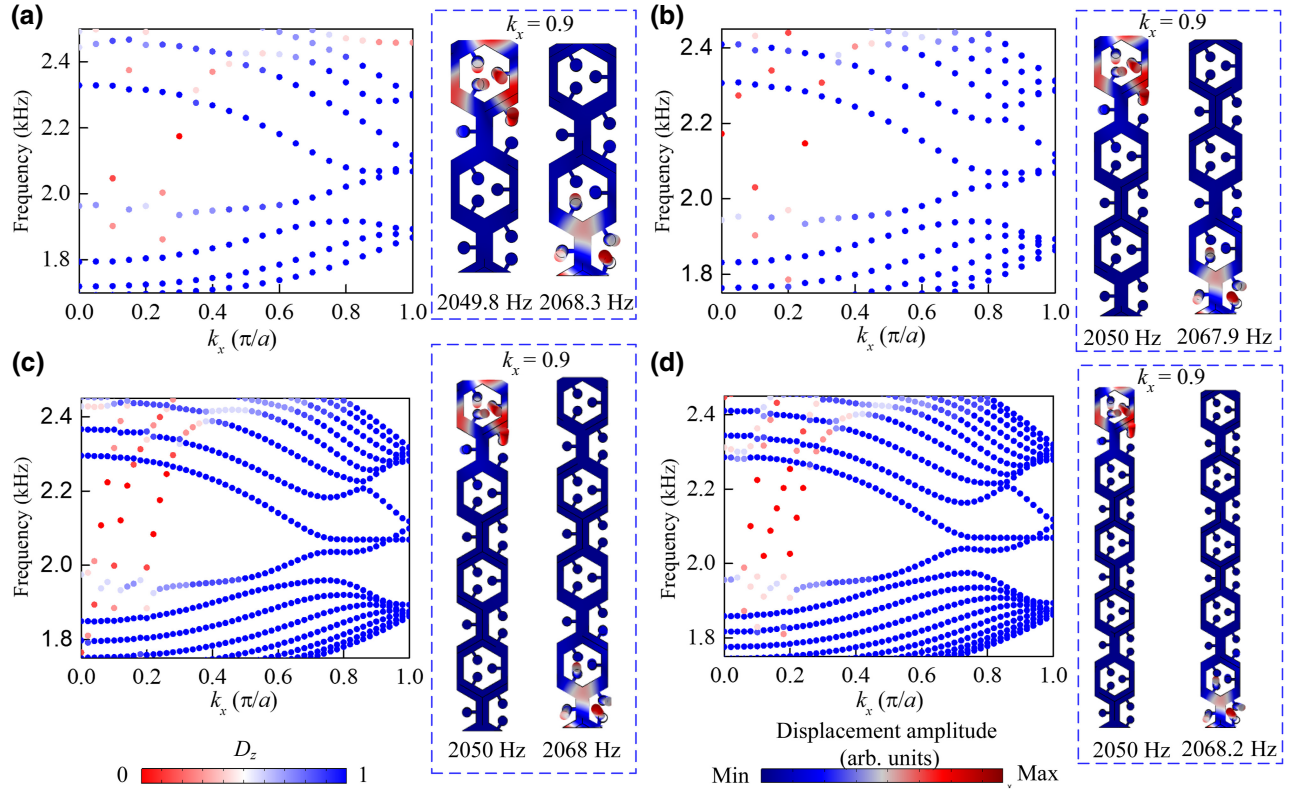 (a)
2.4
2.2
2.0
1.8
Frequency (kHz)
0.0 0.2 0.4 0.6 0.8 1.0
k_x (π/a)
k_x = 0.9
2049.8 Hz 2068.3 Hz
(b)
2.4
2.2
2.0
1.8
Frequency (kHz)
0.0 0.2 0.4 0.6 0.8 1.0
k_x (π/a)
k_x = 0.9
2050 Hz 2067.9 Hz
(c)
2.4
2.2
2.0
1.8
Frequency (kHz)
0.0 0.2 0.4 0.6 0.8 1.0
k_x (π/a)
k_x = 0.9
2050 Hz 2068 Hz
(d)
2.4
2.2
2.0
1.8
Frequency (kHz)
0.0 0.2 0.4 0.6 0.8 1.0
k_x (π/a)
k_x = 0.9
2050 Hz 2068.2 Hz
D_z
0 1
Displacement amplitude
(arb. units)
Min Max
x